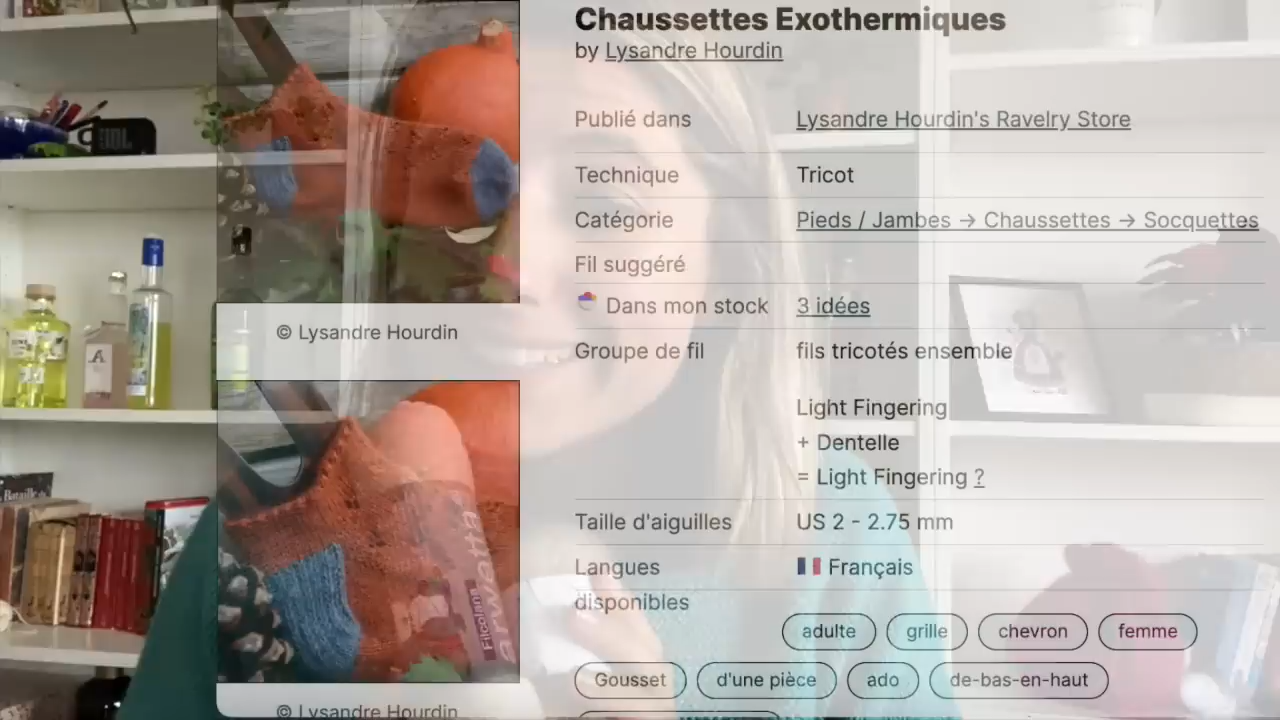 Chaussettes Exothermiques
by Lysandre Hourdin
Publié dans Lysandre Hourdin's Ravelry Store
Technique Tricot
Catégorie Pieds / Jambes → Chaussettes → Socquettes
Fil suggéré
Dans mon stock 3 idées
Groupe de fil fils tricotés ensemble
Light Fingering
+ Dentelle
= Light Fingering ?
Taille d'aiguilles US 2 - 2.75 mm
Langues disponibles Français
adulte grille chevron femme
Gousset d'une pièce ado de-bas-en-haut
© Lysandre Hourdin
Filcolana
arwetta
© Lysandre Hourdin
JBL
A